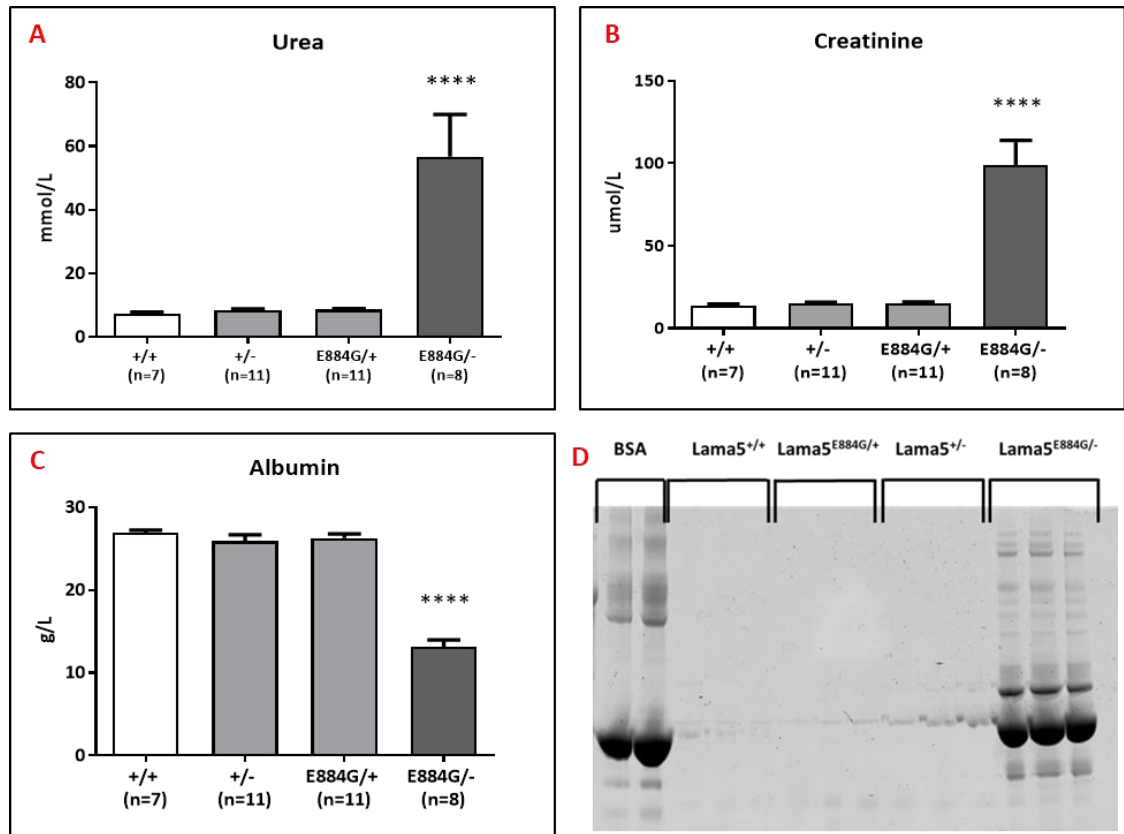 A
Urea
****
mmol/L
80
60
40
20
0
+/+ +/- E884G/+ E884G/-
(n=7) (n=11) (n=11) (n=8)
B
Creatinine
****
umol/L
150
100
50
0
+/+ +/- E884G/+ E884G/-
(n=7) (n=11) (n=11) (n=8)
C
Albumin
****
g/L
30
20
10
0
+/+ +/- E884G/+ E884G/-
(n=7) (n=11) (n=11) (n=8)
D
BSA Lama5+/+ Lama5E884G/+ Lama5+/- Lama5E884G/-